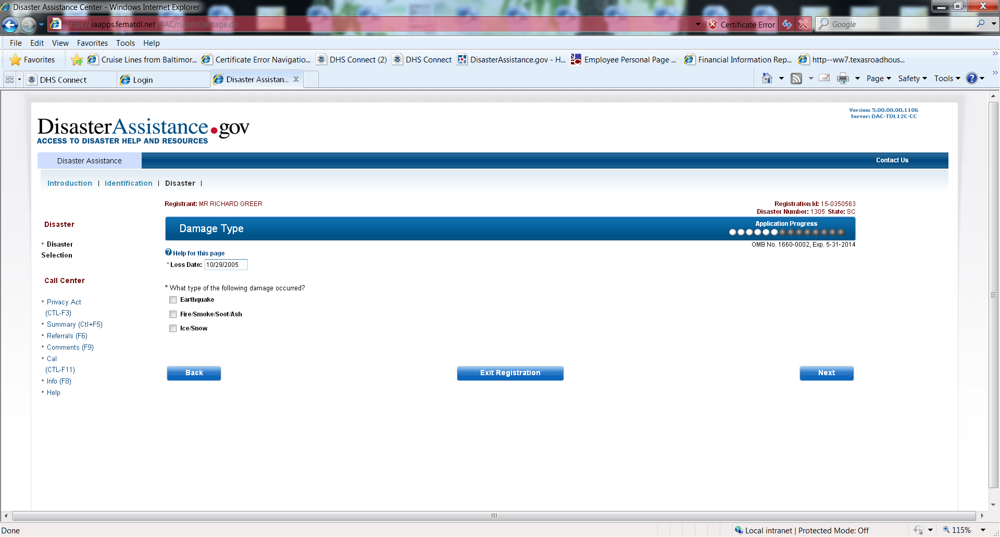 Disaster Assistance Center - Windows Internet Explorer
https://iaapps.fematdl.net/DAC/ri/dstrDamage.do
Certificate Error
Google
File Edit View Favorites Tools Help
Favorites Cruise Lines from Baltimor... Certificate Error Navigatio... DHS Connect (2) DHS Connect DisasterAssistance.gov - H... Employee Personal Page ... Financial Information Rep... http--ww7.texasroadhous...
DHS Connect Login Disaster Assistan... Page Safety Tools
Version: 5.00.00.00.1106
Server: DAC-TDL12C-CC
DisasterAssistance.gov
ACCESS TO DISASTER HELP AND RESOURCES
Disaster Assistance Contact Us
Introduction | Identification | Disaster |
Registrant: MR RICHARD GREER
Registration Id: 15-0350563
Disaster Number: 1305 State: SC
Disaster
• Disaster
Selection
Call Center
• Privacy Act
(CTL-F3)
• Summary (Ctl+F5)
• Referrals (F6)
• Comments (F9)
• Cal
(CTL-F11)
• Info (F8)
• Help
Damage Type
Application Progress
OMB No. 1660-0002, Exp. 5-31-2014
? Help for this page
* Loss Date: 10/29/2005
* What type of the following damage occurred?
Earthquake
Fire/Smoke/Soot/Ash
Ice/Snow
Back Exit Registration Next
Done Local intranet | Protected Mode: Off 115%